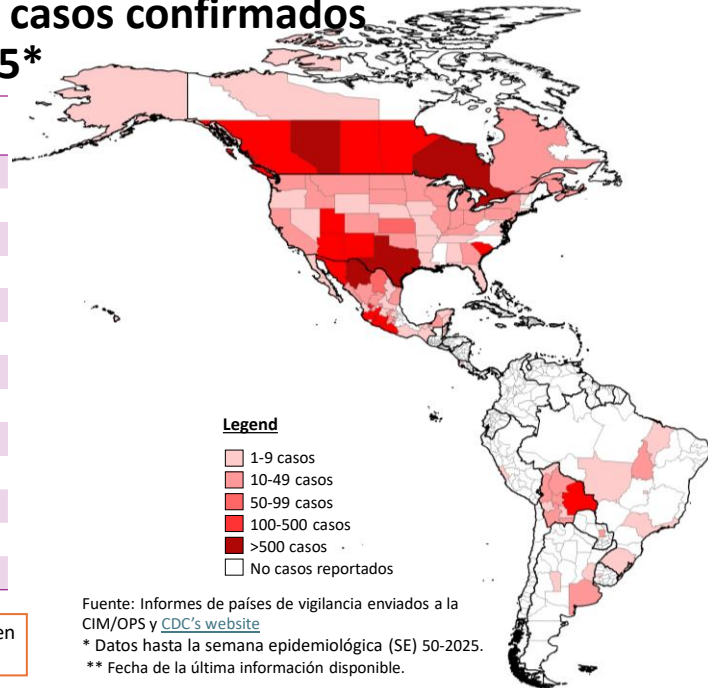 casos confirmados
5*
Legend
1-9 casos
10-49 casos
50-99 casos
100-500 casos
>500 casos
No casos reportados
en
Fuente: Informes de países de vigilancia enviados a la
CIM/OPS y CDC's website
* Datos hasta la semana epidemiológica (SE) 50-2025.
** Fecha de la última información disponible.